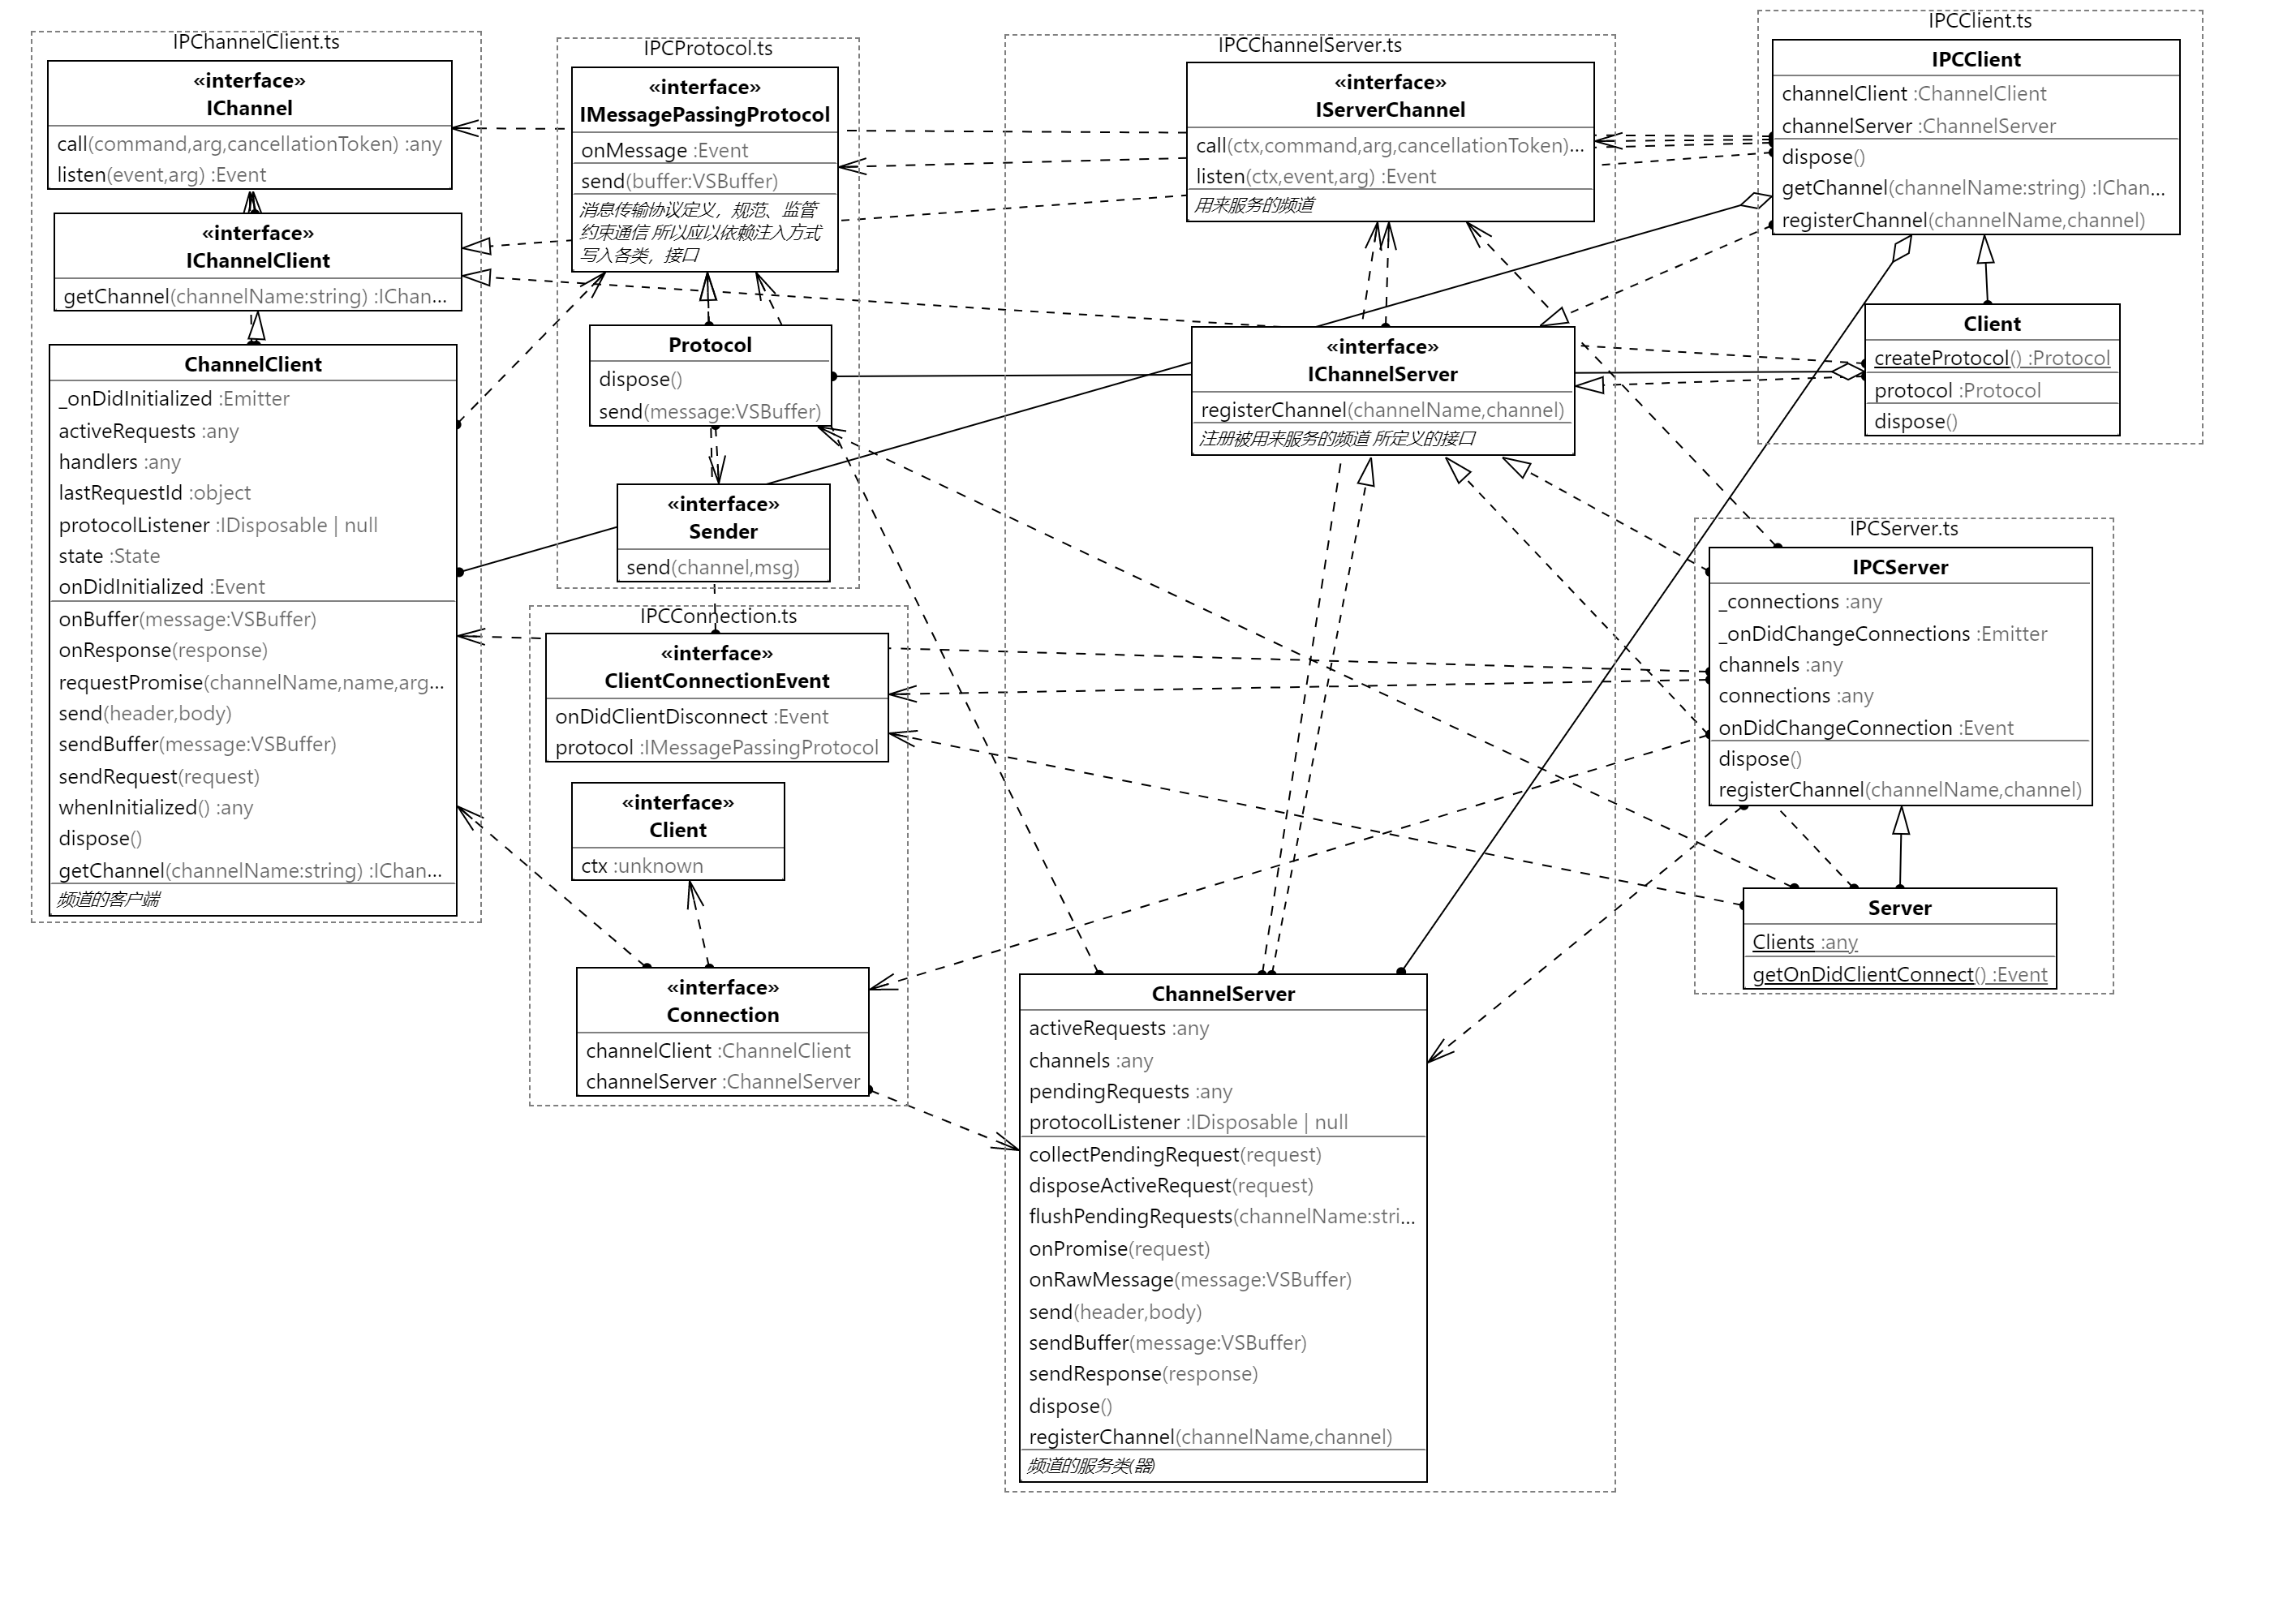 IPChannelClient.ts
«interface»
IChannel
call(command,arg,cancellationToken) :any
listen(event,arg) :Event
«interface»
IChannelClient
getChannel(channelName:string) :IChan...
ChannelClient
_onDidInitialized :Emitter
activeRequests :any
handlers :any
lastRequestId :object
protocolListener :IDisposable | null
state :State
onDidInitialized :Event
onBuffer(message:VSBuffer)
onResponse(response)
requestPromise(channelName,name,arg...
send(header,body)
sendBuffer(message:VSBuffer)
sendRequest(request)
whenInitialized() :any
dispose()
getChannel(channelName:string) :IChan...
频道的客户端
IPCProtocol.ts
«interface»
IMessagePassingProtocol
onMessage :Event
send(buffer:VSBuffer)
消息传输协议定义，规范、监管
约束通信 所以应以依赖注入方式
写入各类，接口
Protocol
dispose()
send(message:VSBuffer)
«interface»
Sender
send(channel,msg)
IPCConnection.ts
«interface»
ClientConnectionEvent
onDidClientDisconnect :Event
protocol :IMessagePassingProtocol
«interface»
Client
ctx :unknown
«interface»
Connection
channelClient :ChannelClient
channelServer :ChannelServer
IPCChannelServer.ts
«interface»
IServerChannel
call(ctx,command,arg,cancellationToken)...
listen(ctx,event,arg) :Event
用来服务的频道
«interface»
IChannelServer
registerChannel(channelName,channel)
注册被用来服务的频道 所定义的接口
ChannelServer
activeRequests :any
channels :any
pendingRequests :any
protocolListener :IDisposable | null
collectPendingRequest(request)
disposeActiveRequest(request)
flushPendingRequests(channelName:stri...
onPromise(request)
onRawMessage(message:VSBuffer)
send(header,body)
sendBuffer(message:VSBuffer)
sendResponse(response)
dispose()
registerChannel(channelName,channel)
频道的服务类(器)
IPCClient.ts
IPCClient
channelClient :ChannelClient
channelServer :ChannelServer
dispose()
getChannel(channelName:string) :IChan...
registerChannel(channelName,channel)
Client
createProtocol() :Protocol
protocol :Protocol
dispose()
IPCServer.ts
IPCServer
_connections :any
_onDidChangeConnections :Emitter
channels :any
connections :any
onDidChangeConnection :Event
dispose()
registerChannel(channelName,channel)
Server
Clients :any
getOnDidClientConnect() :Event